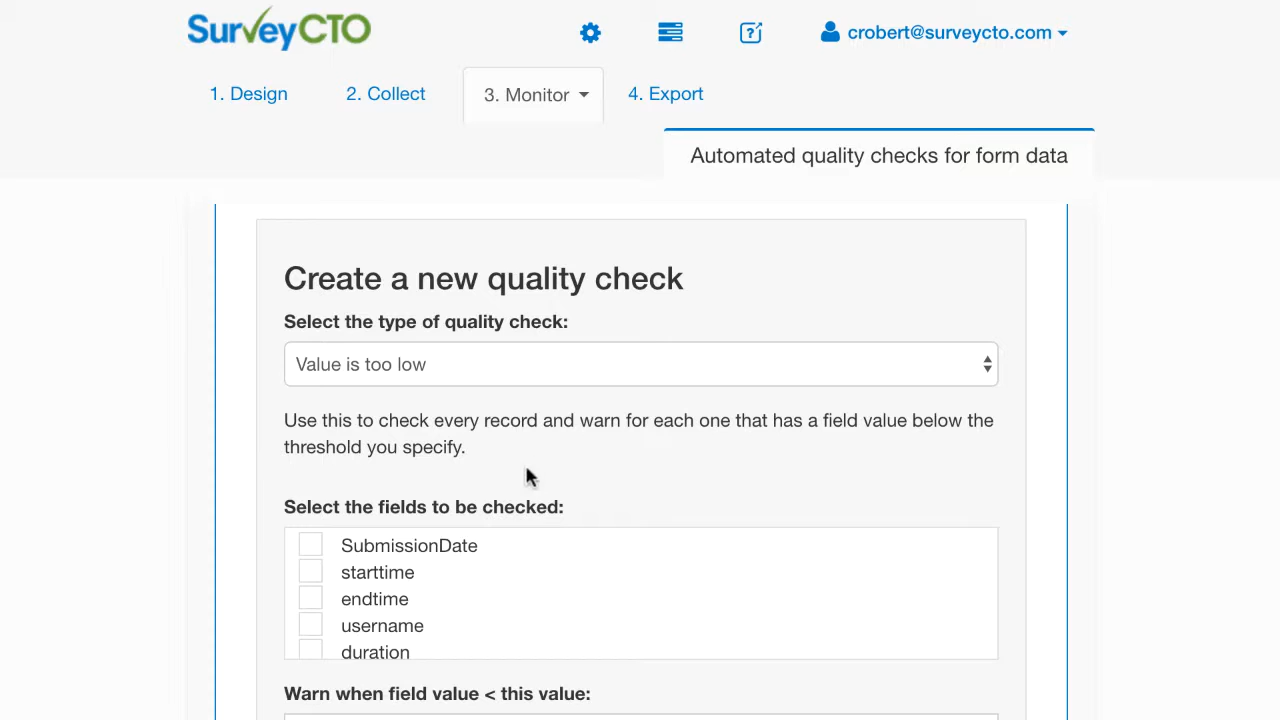 SurveyCTO
crobert@surveycto.com
1. Design
2. Collect
3. Monitor
4. Export
Automated quality checks for form data
Create a new quality check
Select the type of quality check:
Value is too low
Use this to check every record and warn for each one that has a field value below the
threshold you specify.
Select the fields to be checked:
SubmissionDate
starttime
endtime
username
duration
Warn when field value < this value: